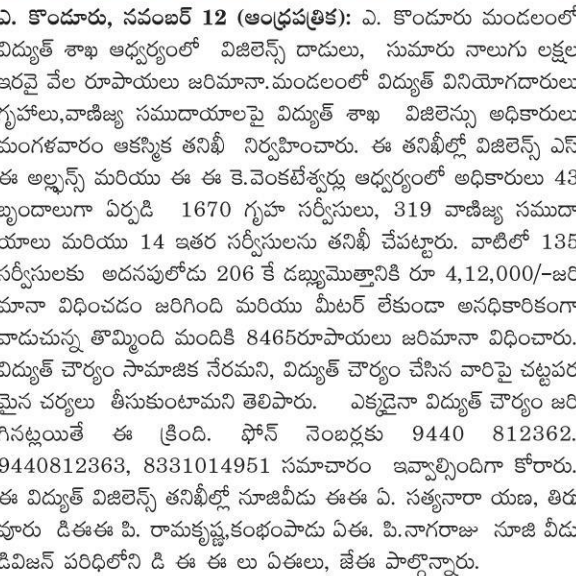 ఎ. కొండూరు, నవంబర్ 12 (ఆంధ్రపత్రిక): ఎ. కొండూరు మండలంలో
విద్యుత్ శాఖ ఆధ్వర్యంలో విజిలెన్స్ దాడులు, సుమారు నాలుగు లక్షల
ఇరవై వేల రూపాయలు జరిమానా.మండలంలో విద్యుత్ వినియోగదారులు
గృహాలు,వాణిజ్య సముదాయాలపై విద్యుత్ శాఖ విజిలెన్సు అధికారులు
మంగళవారం ఆకస్మిక తనిఖీ నిర్వహించారు. ఈ తనిఖీల్లో విజిలెన్స్ ఎస్
ఈ అల్ఫాన్స్ మరియు ఈ ఈ కె.వెంకటేశ్వర్లు ఆధ్వర్యంలో అధికారులు 43
బృందాలుగా ఏర్పడి 1670 గృహ సర్వీసులు, 319 వాణిజ్య సముదా
యాలు మరియు 14 ఇతర సర్వీసులను తనిఖీ చేపట్టారు. వాటిలో 135
సర్వీసులకు అదనపులోడు 206 కే డబ్ల్యుమొత్తానికి రూ 4,12,000/-జరి
మానా విధించడం జరిగింది మరియు మీటర్ లేకుండా అనధికారికంగా
వాడుచున్న తొమ్మింది మందికి 8465రూపాయలు జరిమానా విధించారు.
విద్యుత్ చౌర్యం సామాజిక నేరమని, విద్యుత్ చౌర్యం చేసిన వారిపై చట్టపర
మైన చర్యలు తీసుకుంటామని తెలిపారు. ఎక్కడైనా విద్యుత్ చౌర్యం జరి
గినట్లయితే ఈ క్రింది. ఫోన్ నెంబర్లకు 9440 812362.
9440812363, 8331014951 సమాచారం ఇవ్వాల్సిందిగా కోరారు.
ఈ విద్యుత్ విజిలెన్స్ తనిఖీల్లో నూజివీడు ఈఈ ఏ. సత్యనారా యణ, తిరు
వూరు డిఈఈ పి. రామకృష్ణ,కంభంపాడు ఏఈ. పి.నాగరాజు నూజి వీడు
డివిజన్ పరిధిలోని డి ఈ ఈ లు ఏఈలు, జేఈ పాల్గొన్నారు.